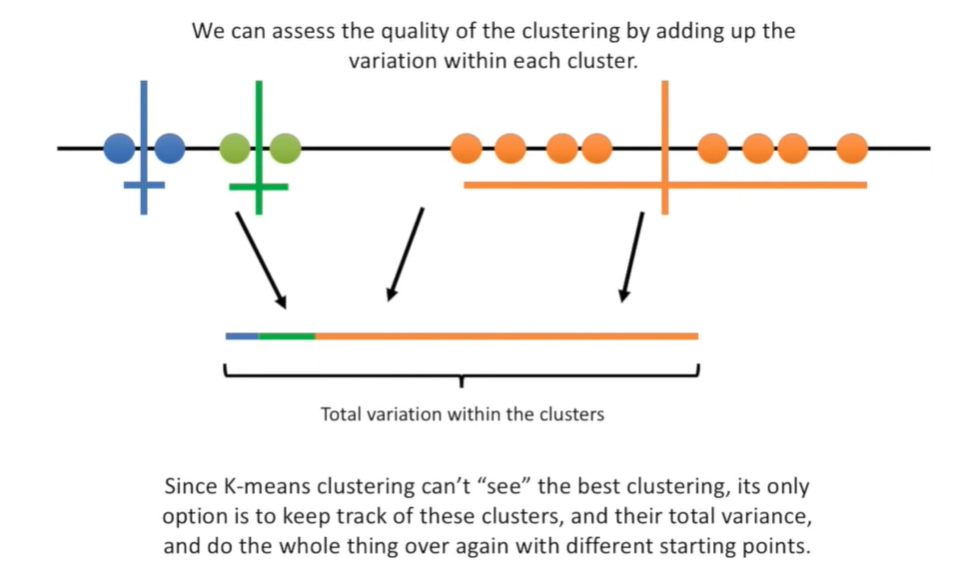 We can assess the quality of the clustering by adding up the
variation within each cluster.
Total variation within the clusters
Since K-means clustering can’t “see” the best clustering, its only
option is to keep track of these clusters, and their total variance,
and do the whole thing over again with different starting points.